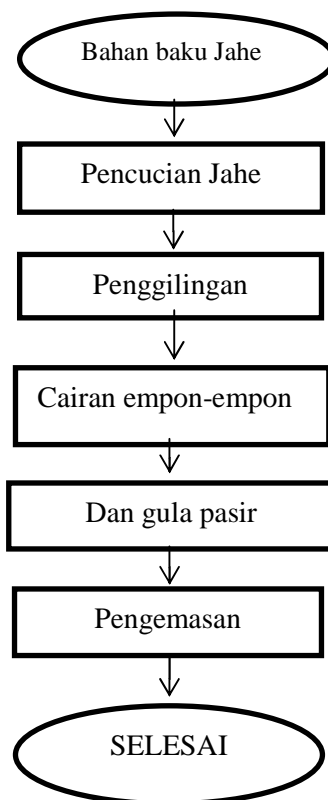 Bahan baku Jahe
Pencucian Jahe
Penggilingan
Cairan empon-empon
Dan gula pasir
Pengemasan
SELESAI